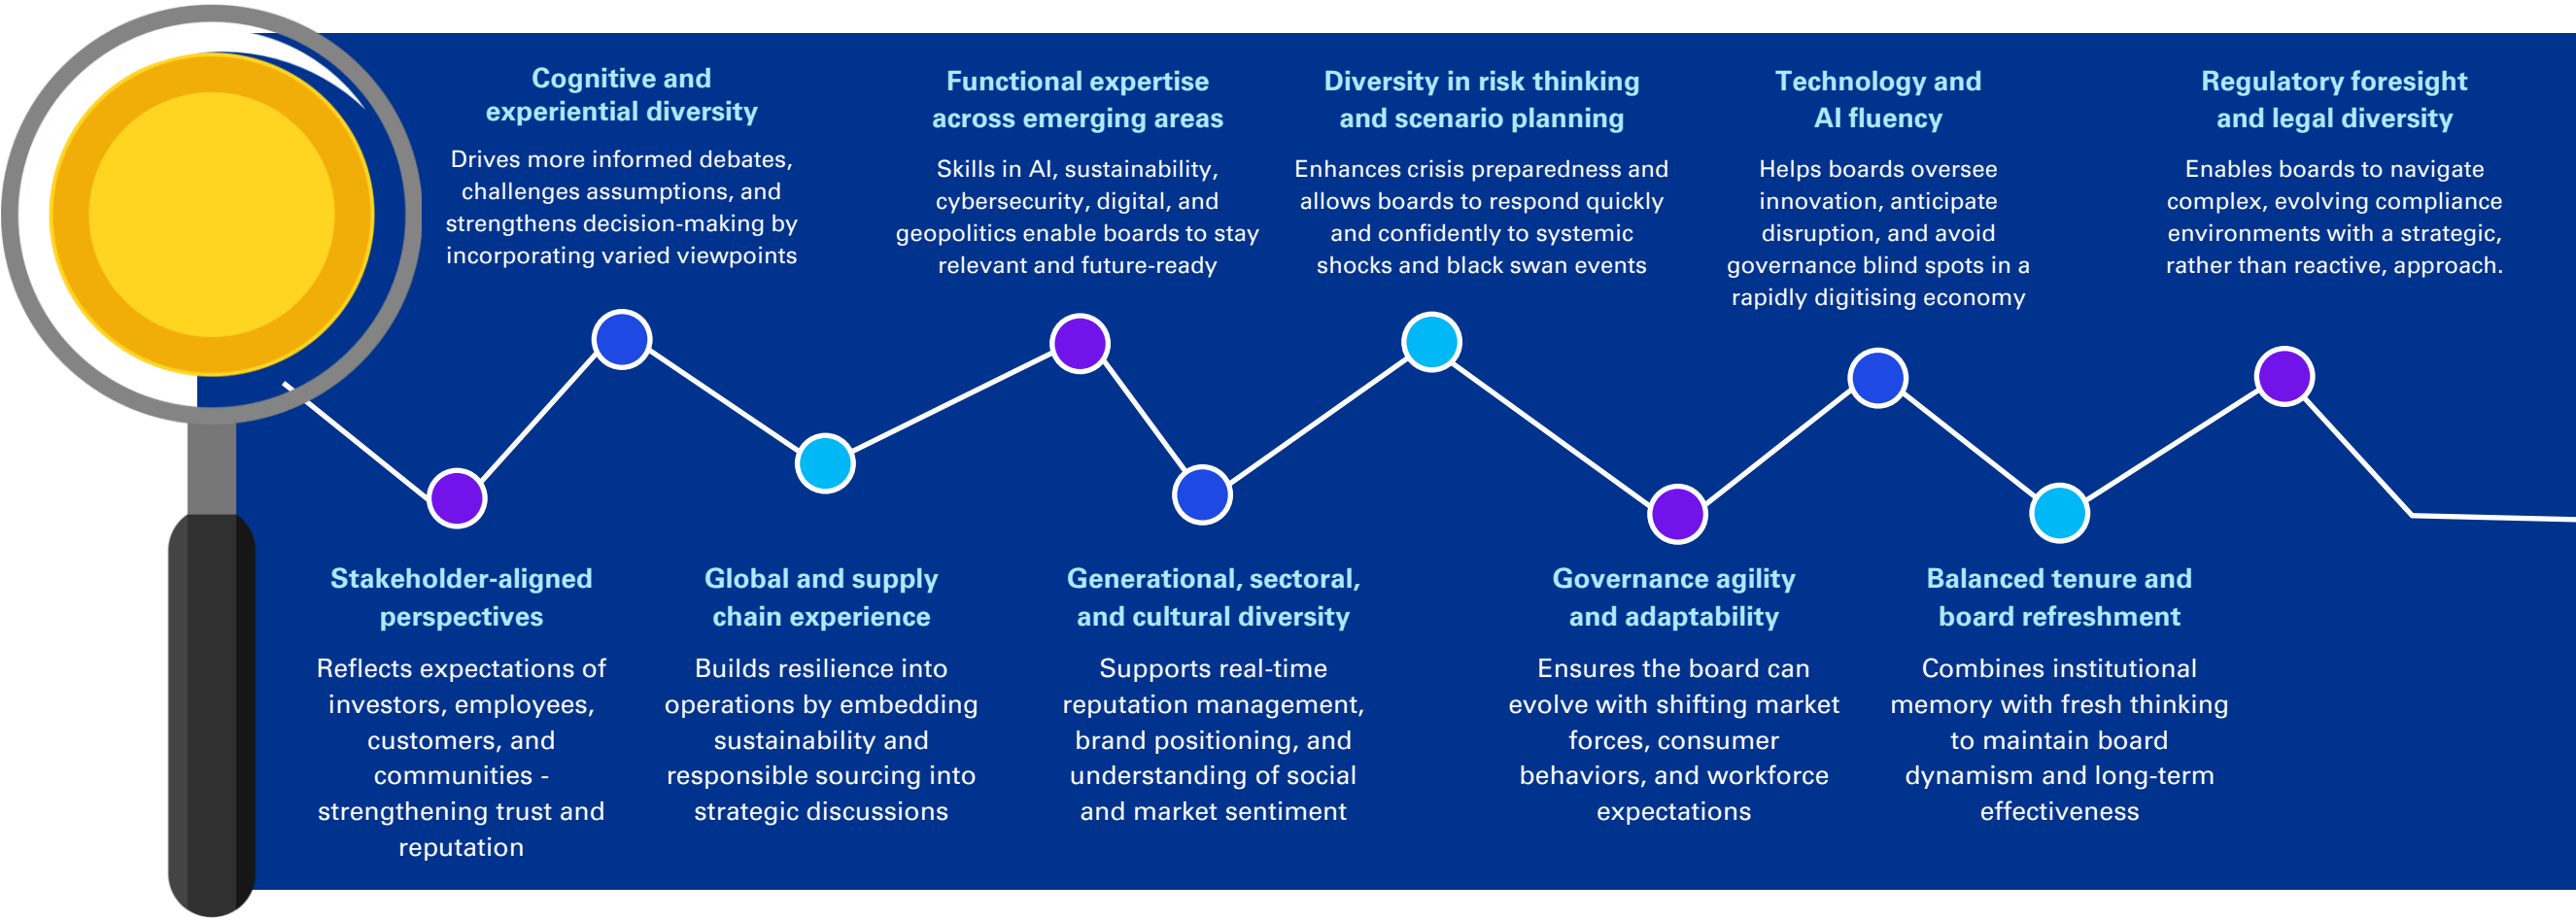 Cognitive and
experiential diversity
Drives more informed debates,
challenges assumptions, and
strengthens decision-making by
incorporating varied viewpoints
Functional expertise
across emerging areas
Skills in AI, sustainability,
cybersecurity, digital, and
geopolitics enable boards to stay
relevant and future-ready
Diversity in risk thinking
and scenario planning
Enhances crisis preparedness and
allows boards to respond quickly
and confidently to systemic
shocks and black swan events
Technology and
AI fluency
Helps boards oversee
innovation, anticipate
disruption, and avoid
governance blind spots in a
rapidly digitising economy
Regulatory foresight
and legal diversity
Enables boards to navigate
complex, evolving compliance
environments with a strategic,
rather than reactive, approach.
Stakeholder-aligned
perspectives
Reflects expectations of
investors, employees,
customers, and
communities -
strengthening trust and
reputation
Global and supply
chain experience
Builds resilience into
operations by embedding
sustainability and
responsible sourcing into
strategic discussions
Generational, sectoral,
and cultural diversity
Supports real-time
reputation management,
brand positioning, and
understanding of social
and market sentiment
Governance agility
and adaptability
Ensures the board can
evolve with shifting market
forces, consumer
behaviors, and workforce
expectations
Balanced tenure and
board refreshment
Combines institutional
memory with fresh thinking
to maintain board
dynamism and long-term
effectiveness